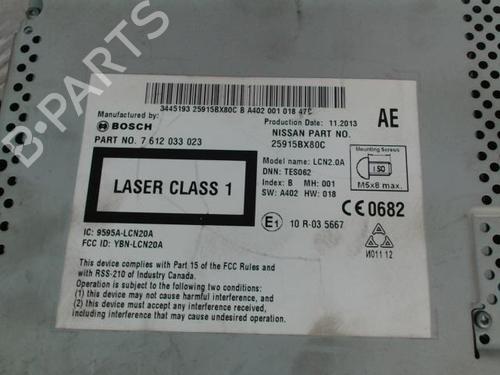 3445193 25915BX80C B A402 001 018 47C
Manufactured by:
BOSCH
PART NO. 7 612 033 023
Production Date: 11.2013
NISSAN PART NO.
25915BX80C
AE
Model name: LCN2.0A
DNN: TES062
Index: B MH: 001
SW: A402 HW: 018
Mounting Screws
ISO
M5x8 max.
LASER CLASS 1
CE0682
E1 10 R-03 5667
И011 12
IC: 9595A-LCN20A
FCC ID: YBN-LCN20A
This device complies with Part 15 of the FCC Rules and
with RSS-210 of Industry Canada.
Operation is subject to the following two conditions:
(1) this device may not cause harmful interference, and
(2) this device must accept any interference received,
including interference that may cause undesired operation.
B-PARTS